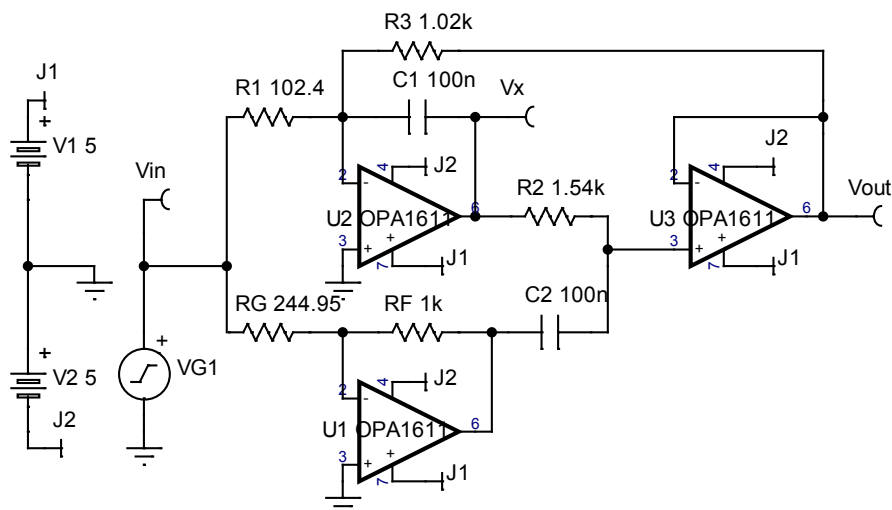 R3 1.02k
J1
R1 102.4
C1 100n
Vx
+
V1 5
Vin
2
-
4
J2
U2 OPA1611
6
3
+
+
7
J1
R2 1.54k
2
-
4
J2
U3 OPA1611
6
Vout
3
+
+
7
J1
RG 244.95
RF 1k
C2 100n
+
V2 5
J2
+
VG1
2
-
4
J2
U1 OPA1611
6
3
+
+
7
J1